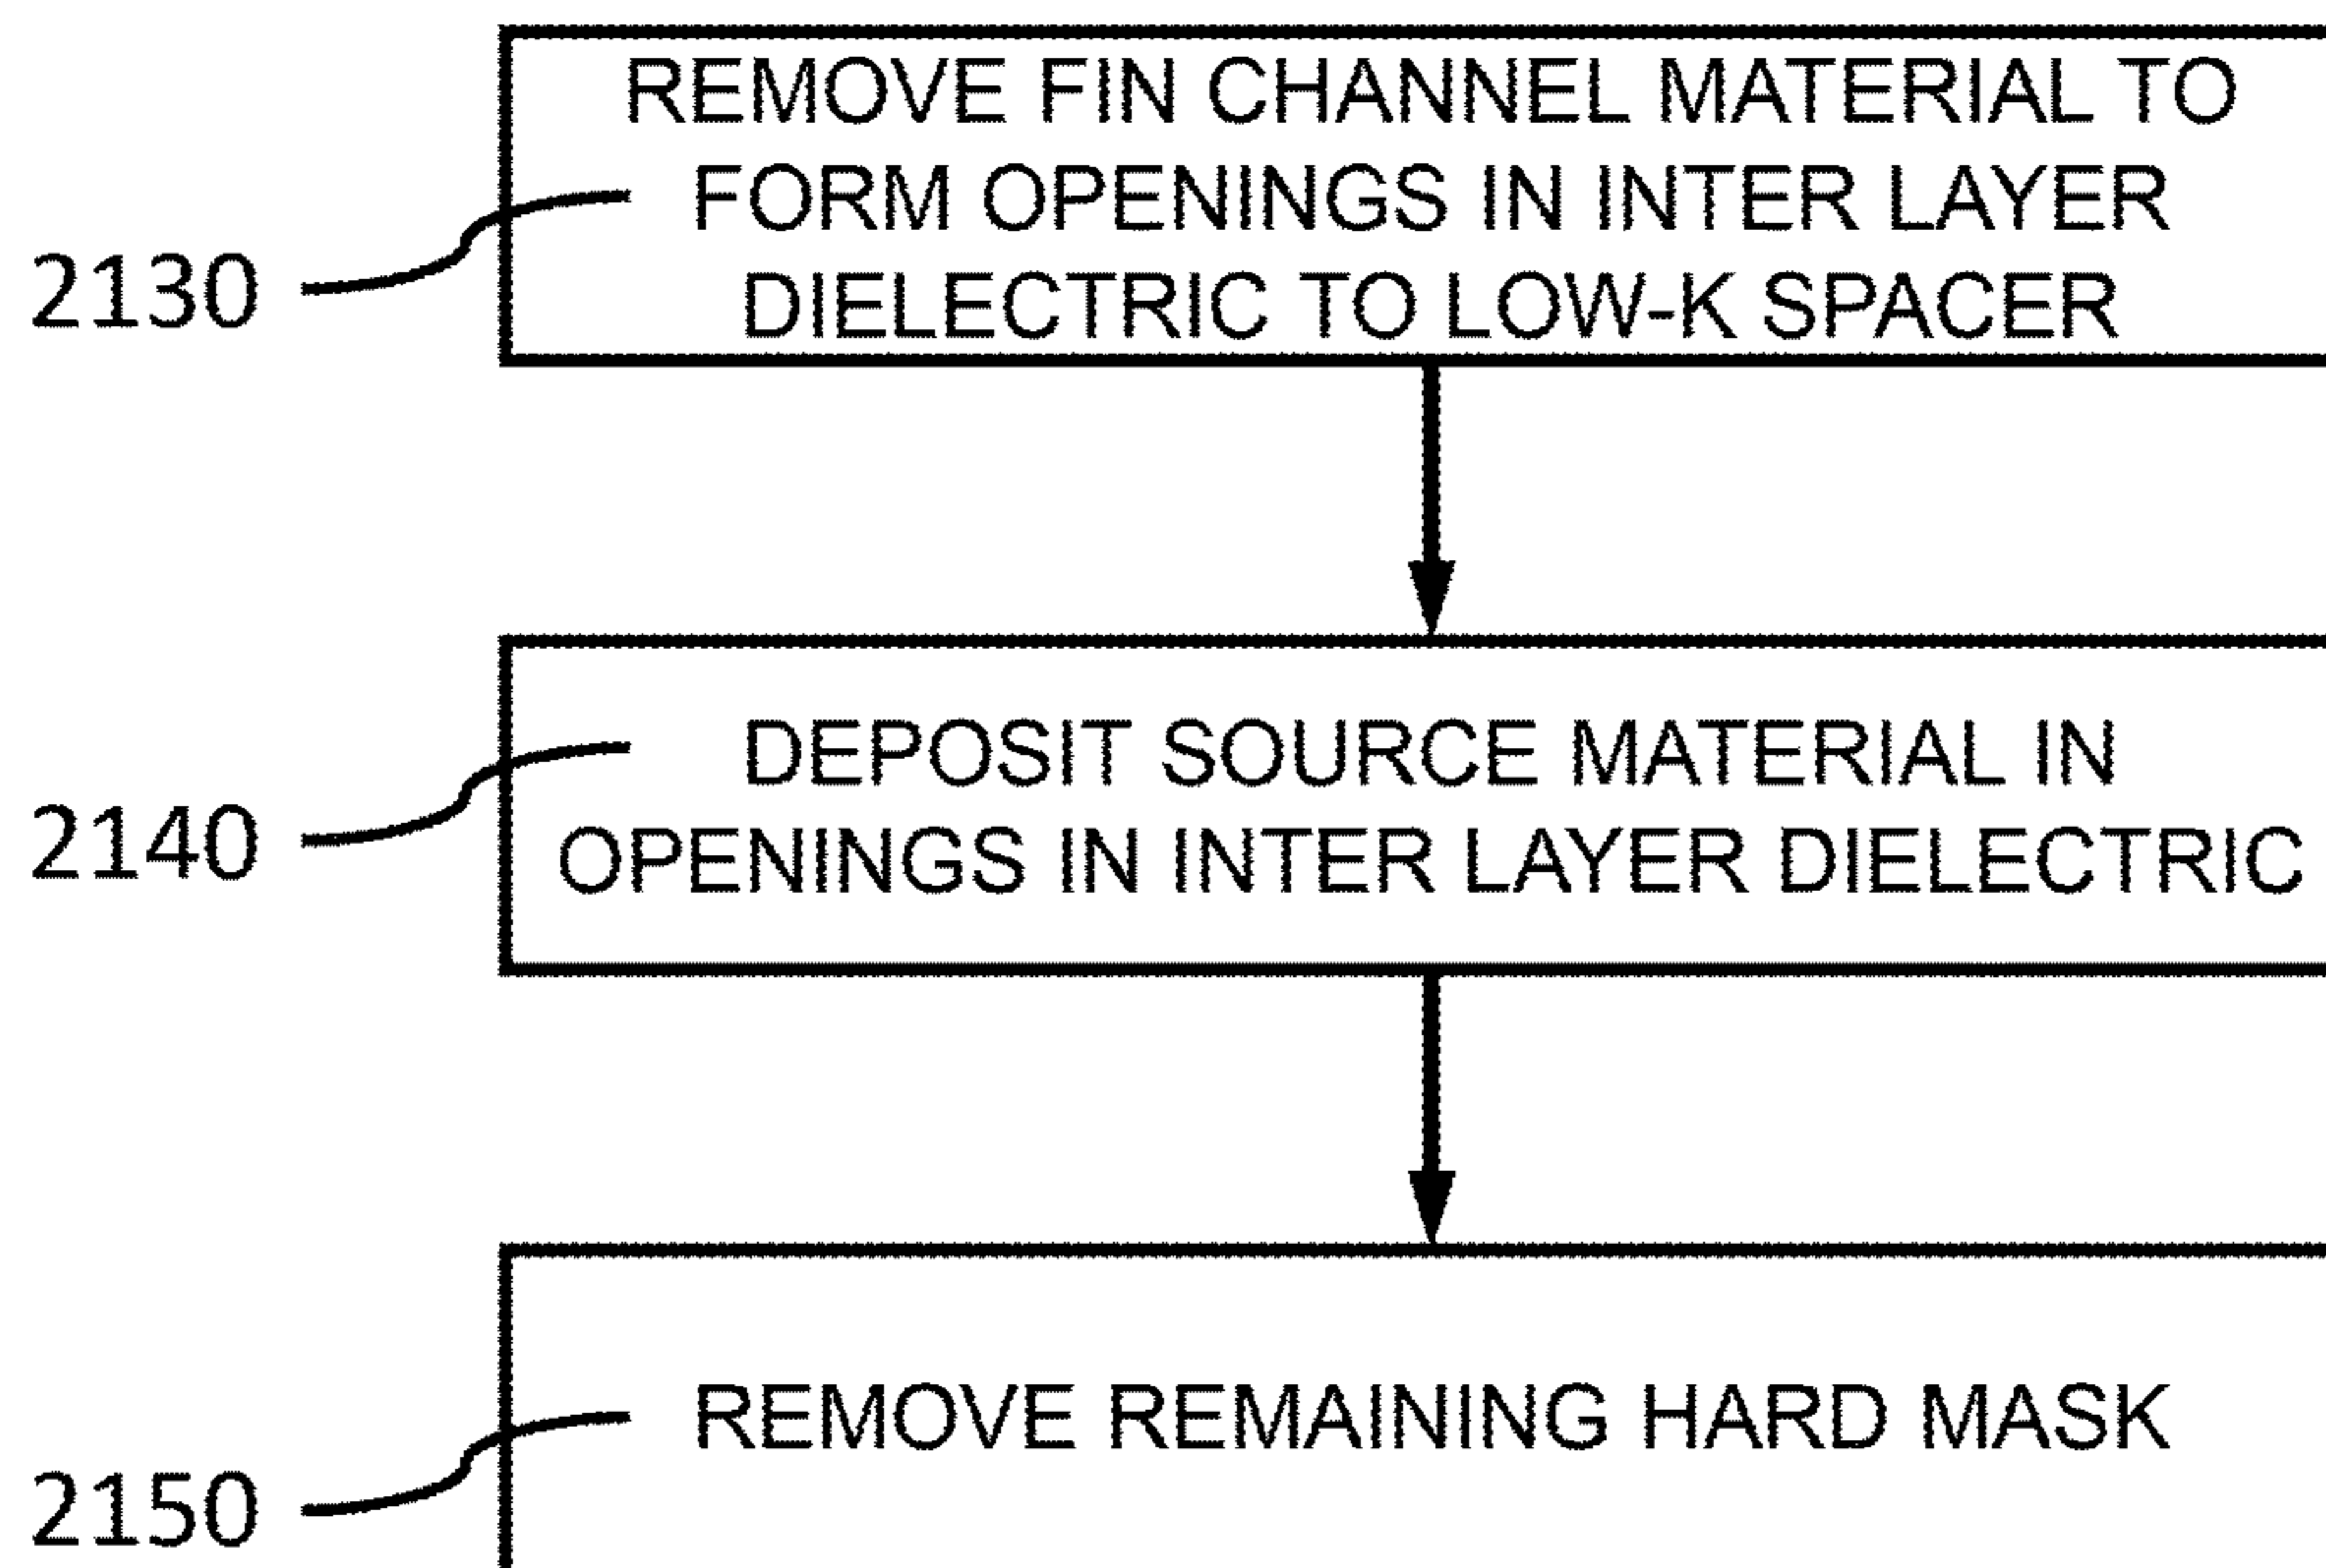 REMOVE FIN CHANNEL MATERIAL TO
FORM OPENINGS IN INTER LAYER
DIELECTRIC TO LOW-K SPACER
2130
DEPOSIT SOURCE MATERIAL IN
OPENINGS IN INTER LAYER DIELECTRIC
2140
REMOVE REMAINING HARD MASK
2150